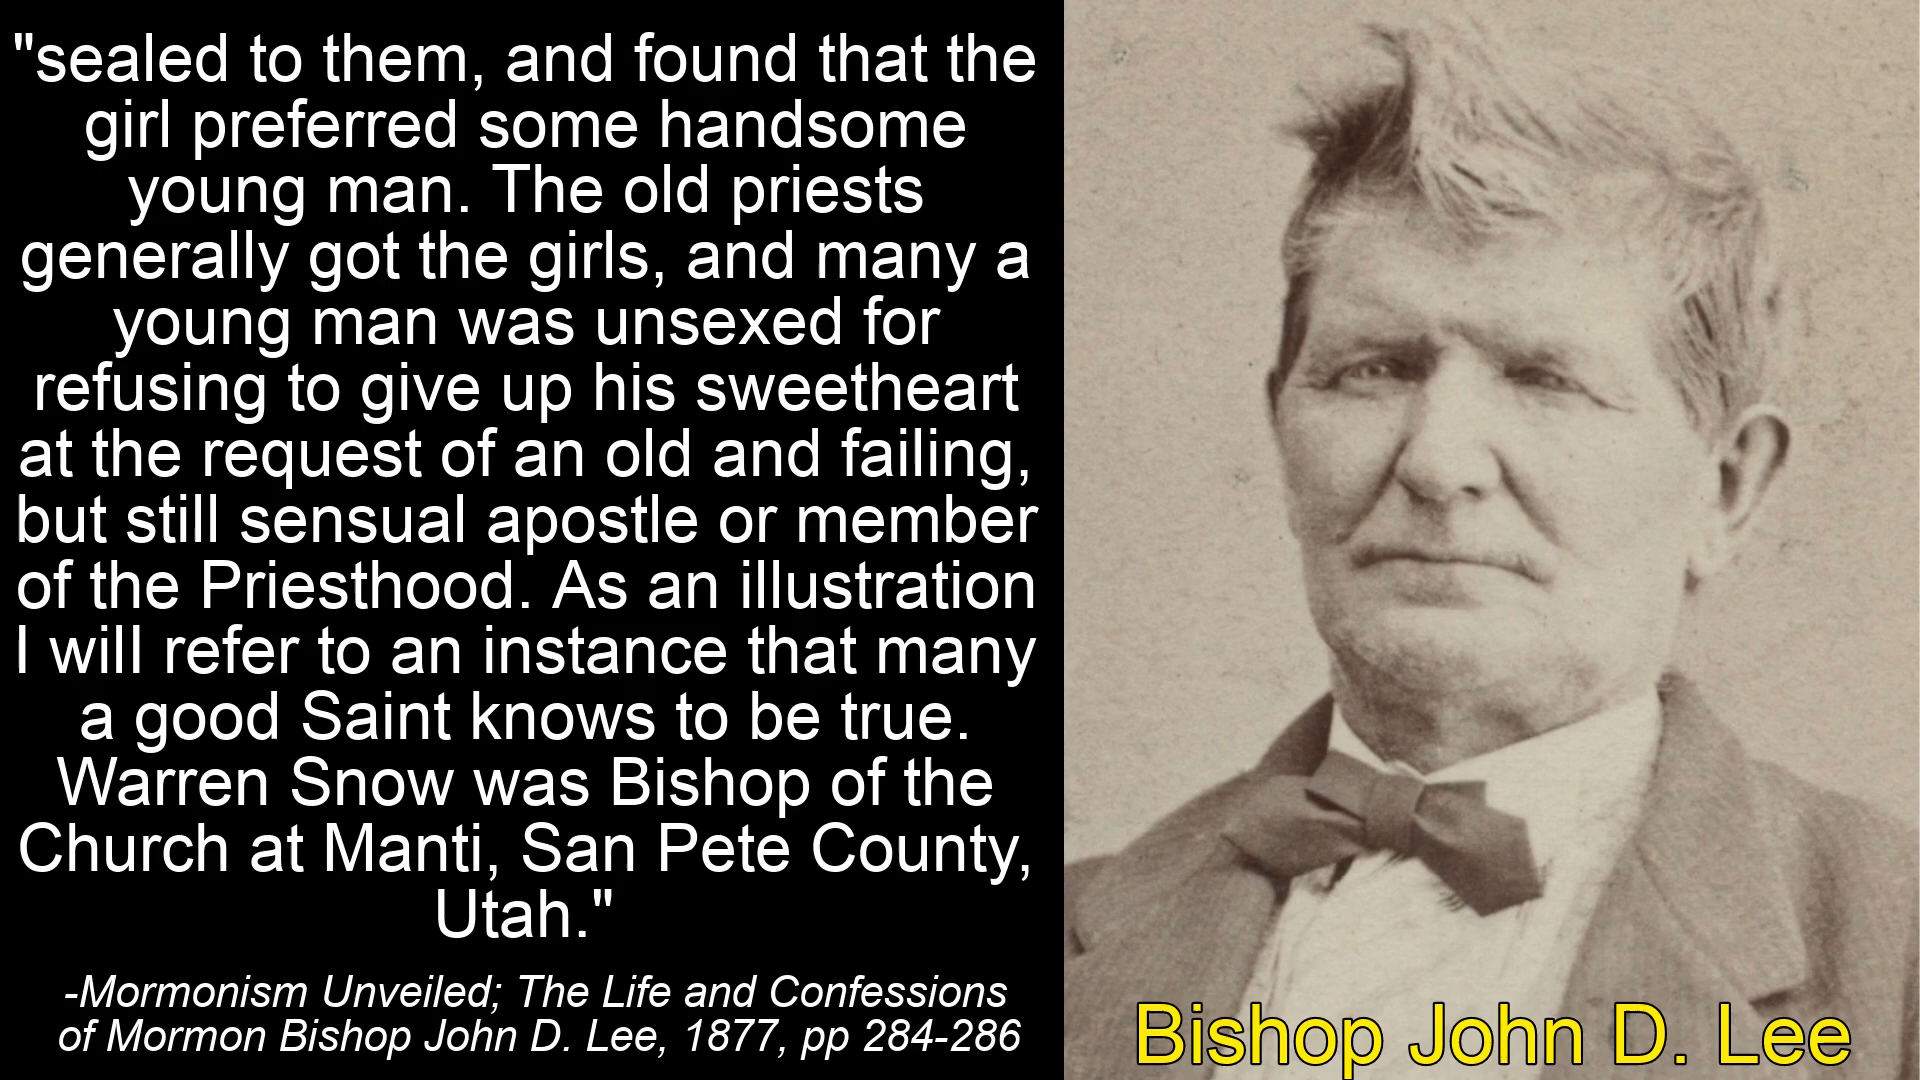 "sealed to them, and found that the
girl preferred some handsome
young man. The old priests
generally got the girls, and many a
young man was unsexed for
refusing to give up his sweetheart
at the request of an old and failing,
but still sensual apostle or member
of the Priesthood. As an illustration
I will refer to an instance that many
a good Saint knows to be true.
Warren Snow was Bishop of the
Church at Manti, San Pete County,
Utah."
-Mormonism Unveiled; The Life and Confessions
of Mormon Bishop John D. Lee, 1877, pp 284-286
Bishop John D. Lee